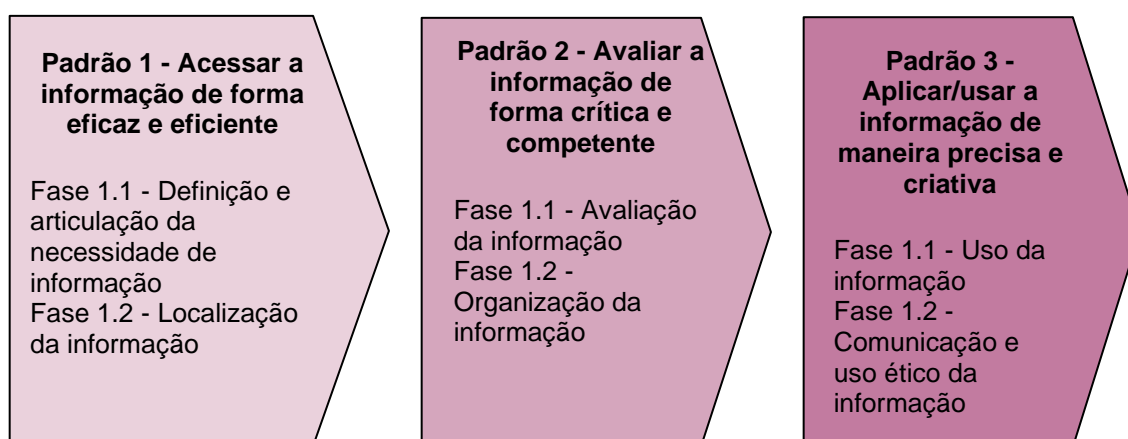 Padrão 1 - Acessar a
informação de forma
eficaz e eficiente
Fase 1.1 - Definição e
articulação da
necessidade de
informação
Fase 1.2 - Localização
da informação
Padrão 2 - Avaliar a
informação de
forma crítica e
competente
Fase 1.1 - Avaliação
da informação
Fase 1.2 -
Organização da
informação
Padrão 3 -
Aplicar/usar a
informação de
maneira precisa e
criativa
Fase 1.1 - Uso da
informação
Fase 1.2 -
Comunicação e
uso ético da
informação